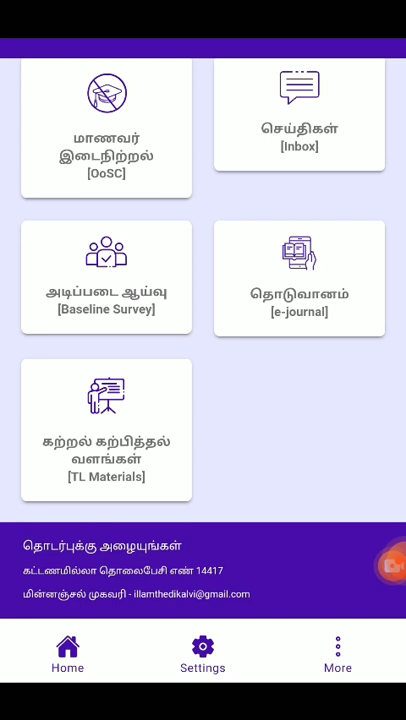 மாணவர்
இடைநிற்றல்
[OoSC]
செய்திகள்
[Inbox]
அடிப்படை ஆய்வு
[Baseline Survey]
தொடுவானம்
[e-journal]
கற்றல் கற்பித்தல்
வளங்கள்
[TL Materials]
தொடர்புக்கு அழையுங்கள்
கட்டணமில்லா தொலைபேசி எண் 14417
மின்னஞ்சல் முகவரி - illamthedikalvi@gmail.com
Home
Settings
More